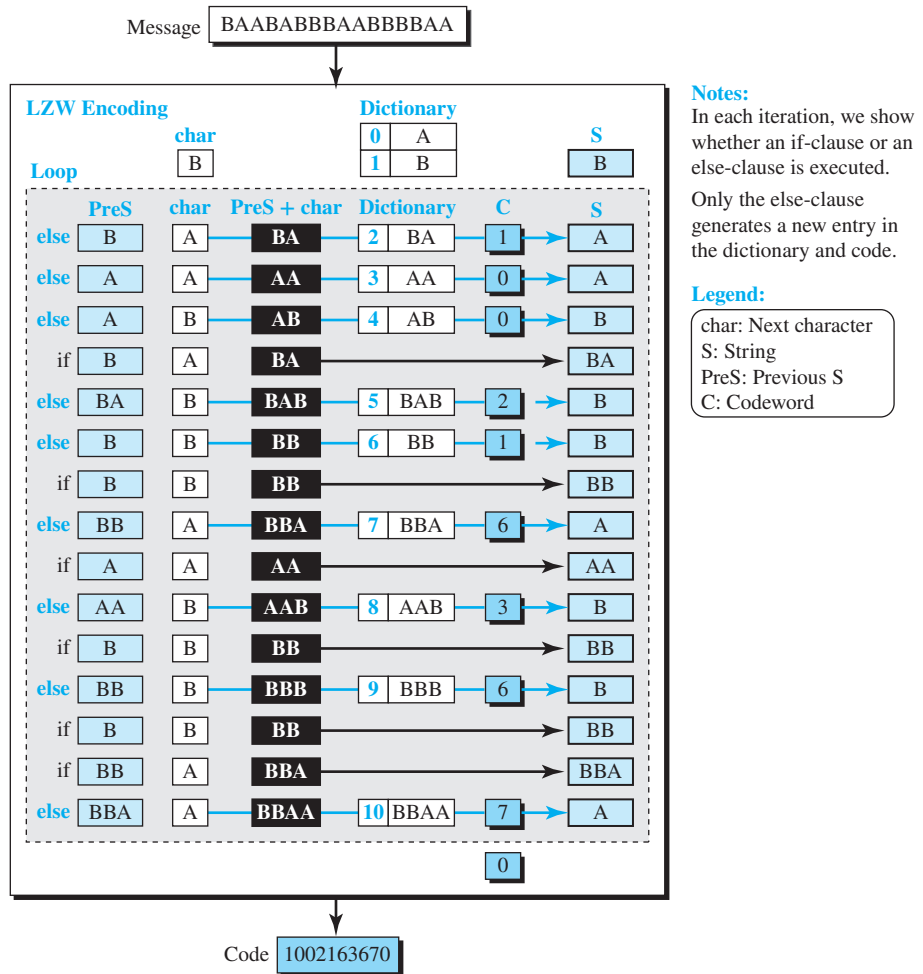 Message BAABABBBAABBBBAA
LZW Encoding Dictionary
char 0 A S
B 1 B B
Loop
PreS char PreS + char Dictionary C S
else B A BA 2 BA 1 A
else A A AA 3 AA 0 A
else A B AB 4 AB 0 B
if B A BA BA
else BA B BAB 5 BAB 2 B
else B B BB 6 BB 1 B
if B B BB BB
else BB A BBA 7 BBA 6 A
if A A AA AA
else AA B AAB 8 AAB 3 B
if B B BB BB
else BB B BBB 9 BBB 6 B
if B B BB BB
if BB A BBA BBA
else BBA A BBAA 10 BBAA 7 A
0
Code 1002163670
Notes:
In each iteration, we show
whether an if-clause or an
else-clause is executed.
Only the else-clause
generates a new entry in
the dictionary and code.
Legend:
char: Next character
S: String
PreS: Previous S
C: Codeword